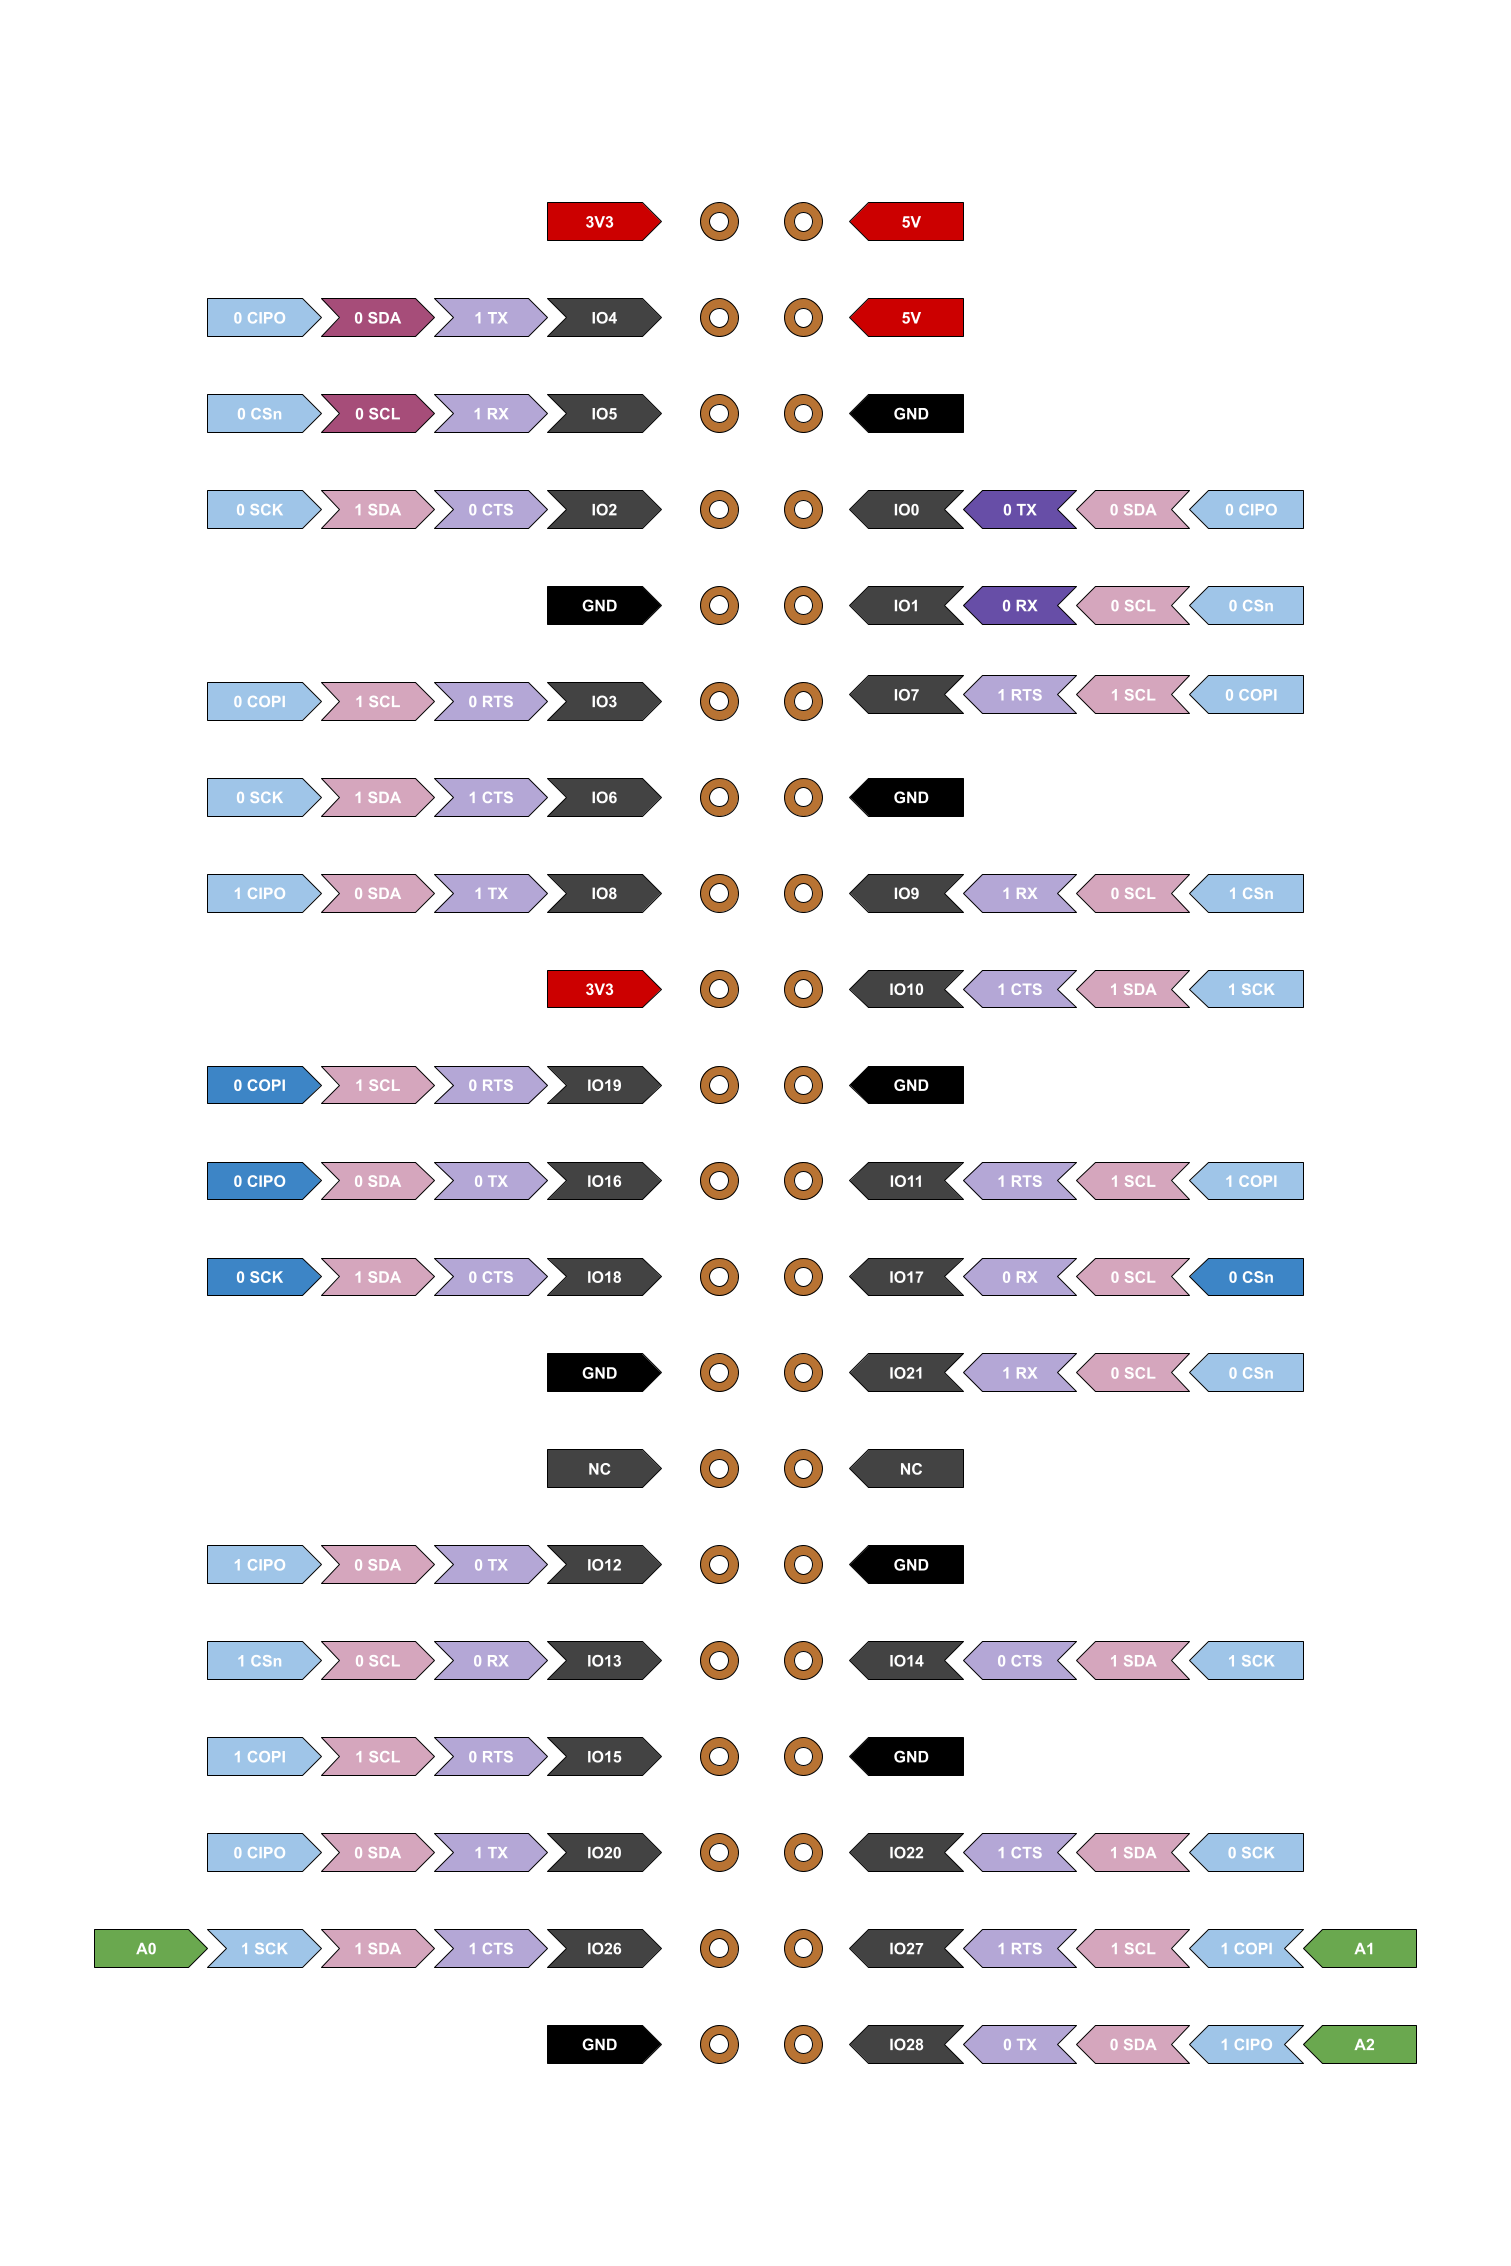 3V3 5V
0 CIPO 0 SDA 1 TX IO4 5V
0 CSn 0 SCL 1 RX IO5 GND
0 SCK 1 SDA 0 CTS IO2 IO0 0 TX 0 SDA 0 CIPO
GND IO1 0 RX 0 SCL 0 CSn
0 COPI 1 SCL 0 RTS IO3 IO7 1 RTS 1 SCL 0 COPI
0 SCK 1 SDA 1 CTS IO6 GND
1 CIPO 0 SDA 1 TX IO8 IO9 1 RX 0 SCL 1 CSn
3V3 IO10 1 CTS 1 SDA 1 SCK
0 COPI 1 SCL 0 RTS IO19 GND
0 CIPO 0 SDA 0 TX IO16 IO11 1 RTS 1 SCL 1 COPI
0 SCK 1 SDA 0 CTS IO18 IO17 0 RX 0 SCL 0 CSn
GND IO21 1 RX 0 SCL 0 CSn
NC NC
1 CIPO 0 SDA 0 TX IO12 GND
1 CSn 0 SCL 0 RX IO13 IO14 0 CTS 1 SDA 1 SCK
1 COPI 1 SCL 0 RTS IO15 GND
0 CIPO 0 SDA 1 TX IO20 IO22 1 CTS 1 SDA 0 SCK
A0 1 SCK 1 SDA 1 CTS IO26 IO27 1 RTS 1 SCL 1 COPI A1
GND IO28 0 TX 0 SDA 1 CIPO A2